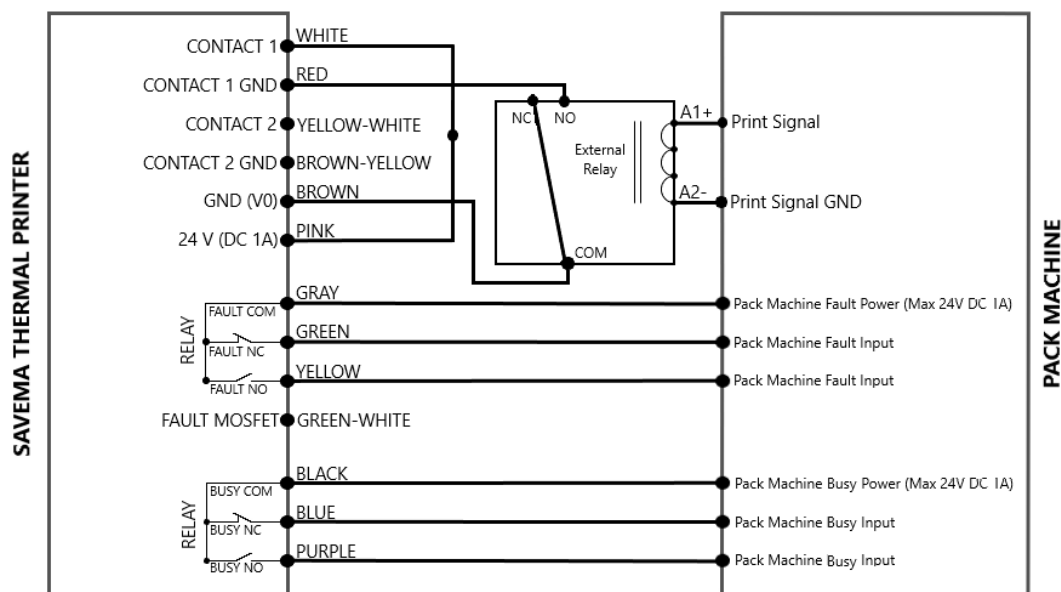 SAVEMA THERMAL PRINTER
CONTACT 1 WHITE
CONTACT 1 GND RED
CONTACT 2 YELLOW-WHITE
CONTACT 2 GND BROWN-YELLOW
GND (V0) BROWN
24 V (DC 1A) PINK
NC NO
External
Relay
COM
A1+ Print Signal
A2- Print Signal GND
RELAY
FAULT COM GRAY Pack Machine Fault Power (Max 24V DC 1A)
FAULT NC GREEN Pack Machine Fault Input
FAULT NO YELLOW Pack Machine Fault Input
FAULT MOSFET GREEN-WHITE
RELAY
BUSY COM BLACK Pack Machine Busy Power (Max 24V DC 1A)
BUSY NC BLUE Pack Machine Busy Input
BUSY NO PURPLE Pack Machine Busy Input
PACK MACHINE